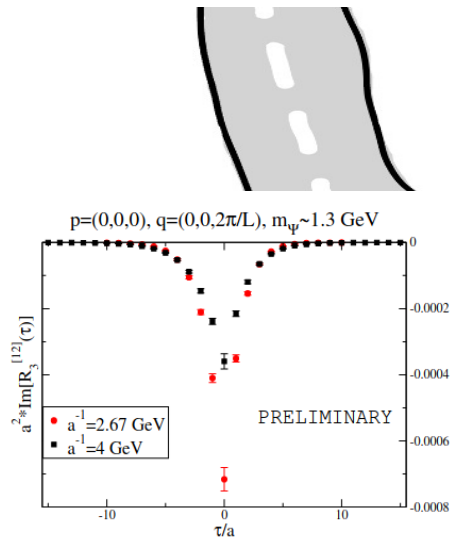 p=(0,0,0), q=(0,0,2π/L), m_Ψ~1.3 GeV
0
-0.0002
-0.0004
-0.0006
-0.0008
a²*Im[R₃^[12](τ)]
a⁻¹=2.67 GeV
a⁻¹=4 GeV
PRELIMINARY
-10
0
10
τ/a